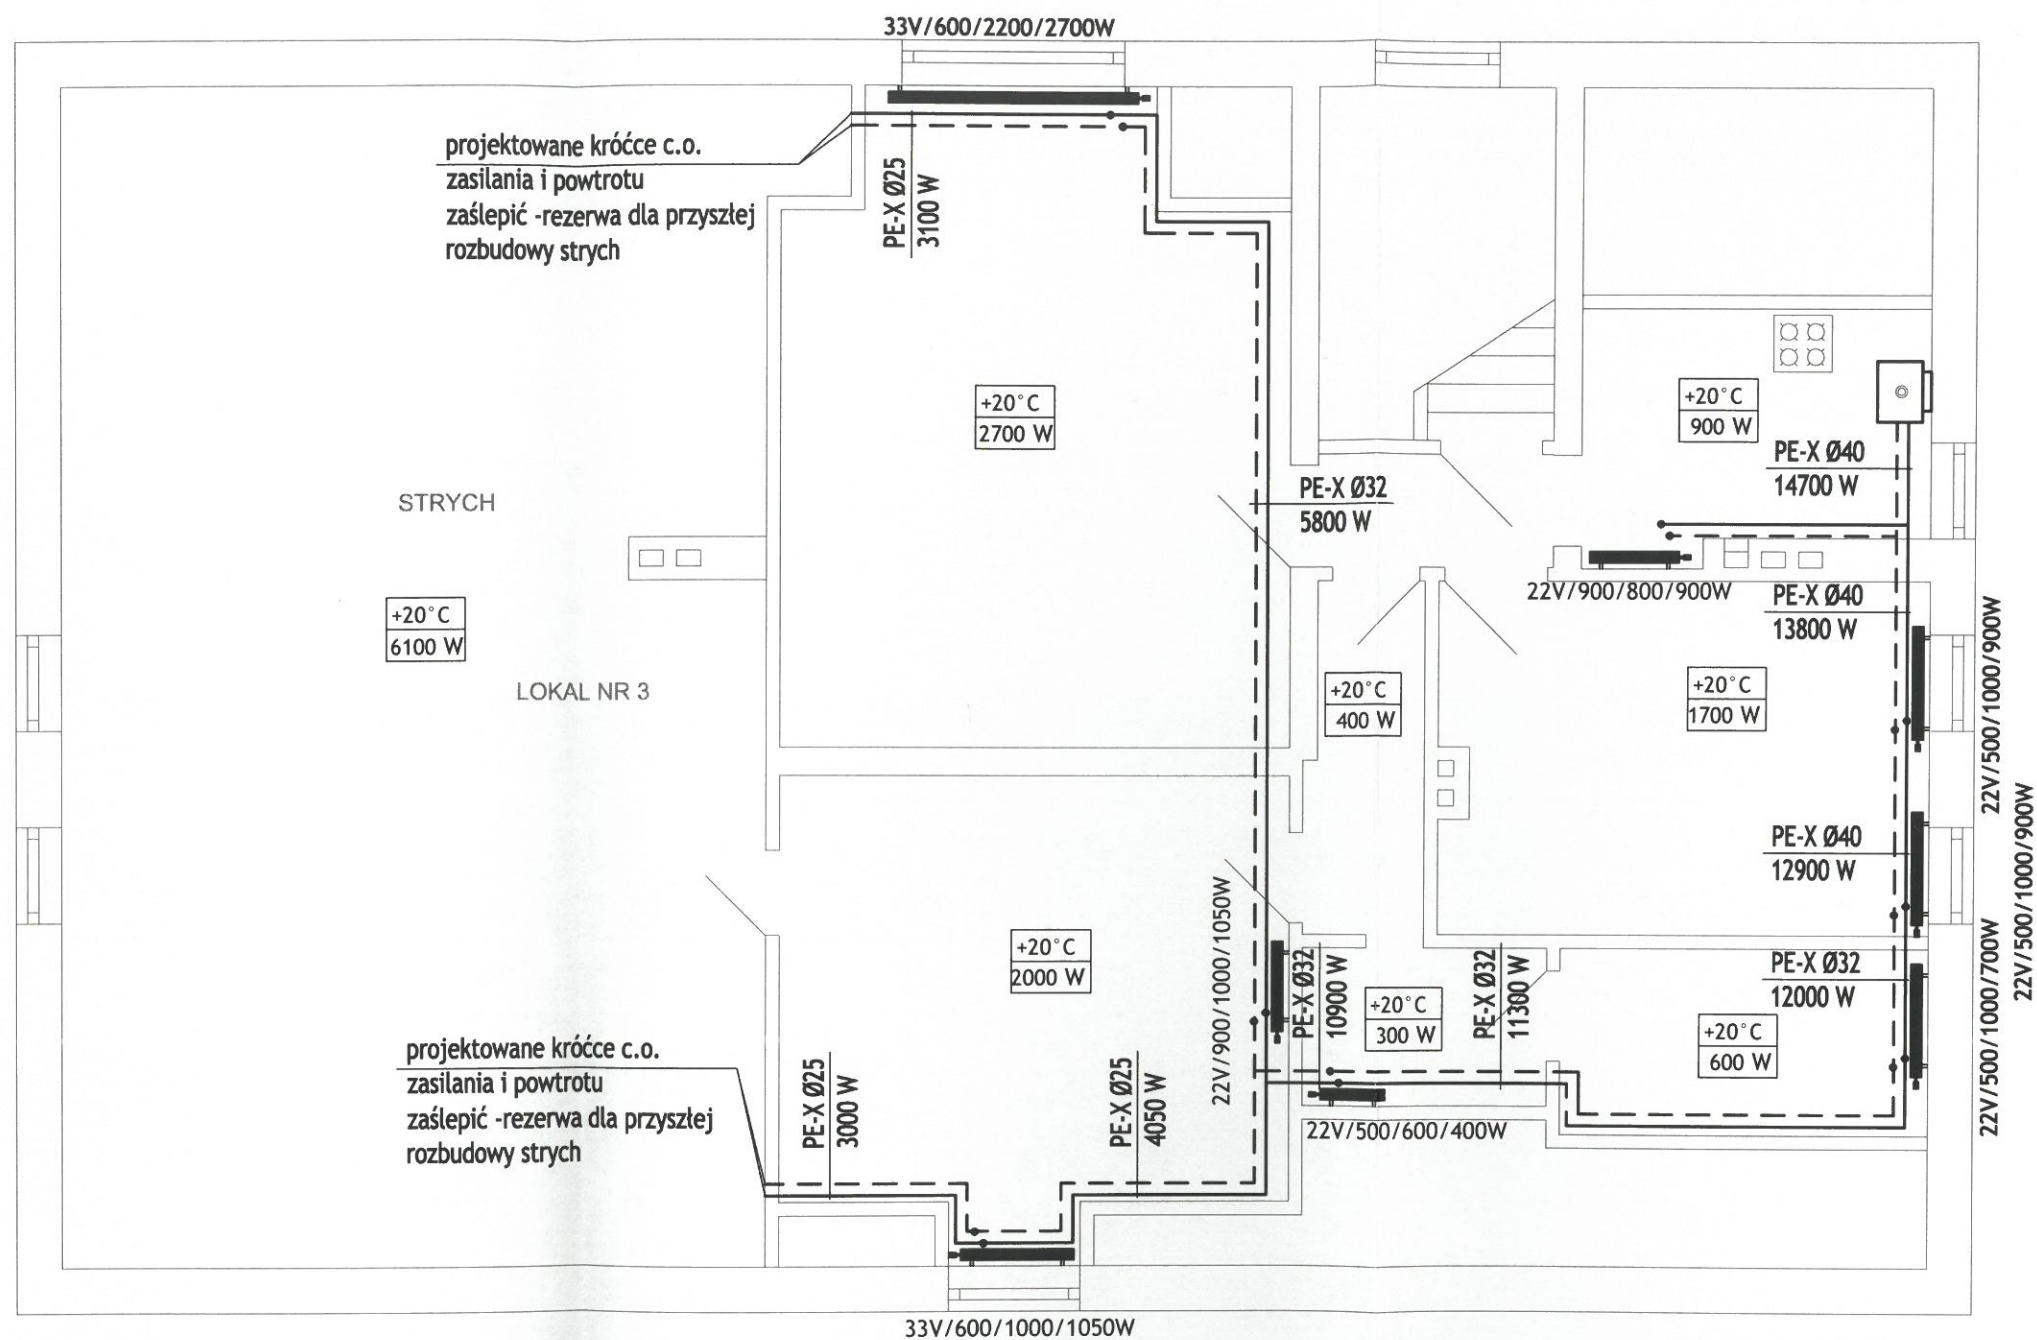 33V/600/2200/2700W
projektowane króćce c.o.
zasilania i powtrotu
zaślepić -rezerwa dla przyszłej
rozbudowy strych
PE-X Ø25
3100 W
+20°C
2700 W
+20°C
900 W
PE-X Ø40
14700 W
STRYCH
PE-X Ø32
5800 W
22V/900/800/900W
PE-X Ø40
13800 W
+20°C
6100 W
LOKAL NR 3
+20°C
400 W
+20°C
1700 W
22V/500/1000/900W
PE-X Ø40
12900 W
22V/500/1000/900W
+20°C
2000 W
22V/900/1000/1050W
PE-X Ø32
10900 W
+20°C
300 W
PE-X Ø32
11300 W
PE-X Ø32
12000 W
+20°C
600 W
22V/500/1000/700W
projektowane króćce c.o.
zasilania i powtrotu
zaślepić -rezerwa dla przyszłej
rozbudowy strych
PE-X Ø25
3000 W
PE-X Ø25
4050 W
22V/500/600/400W
33V/600/1000/1050W